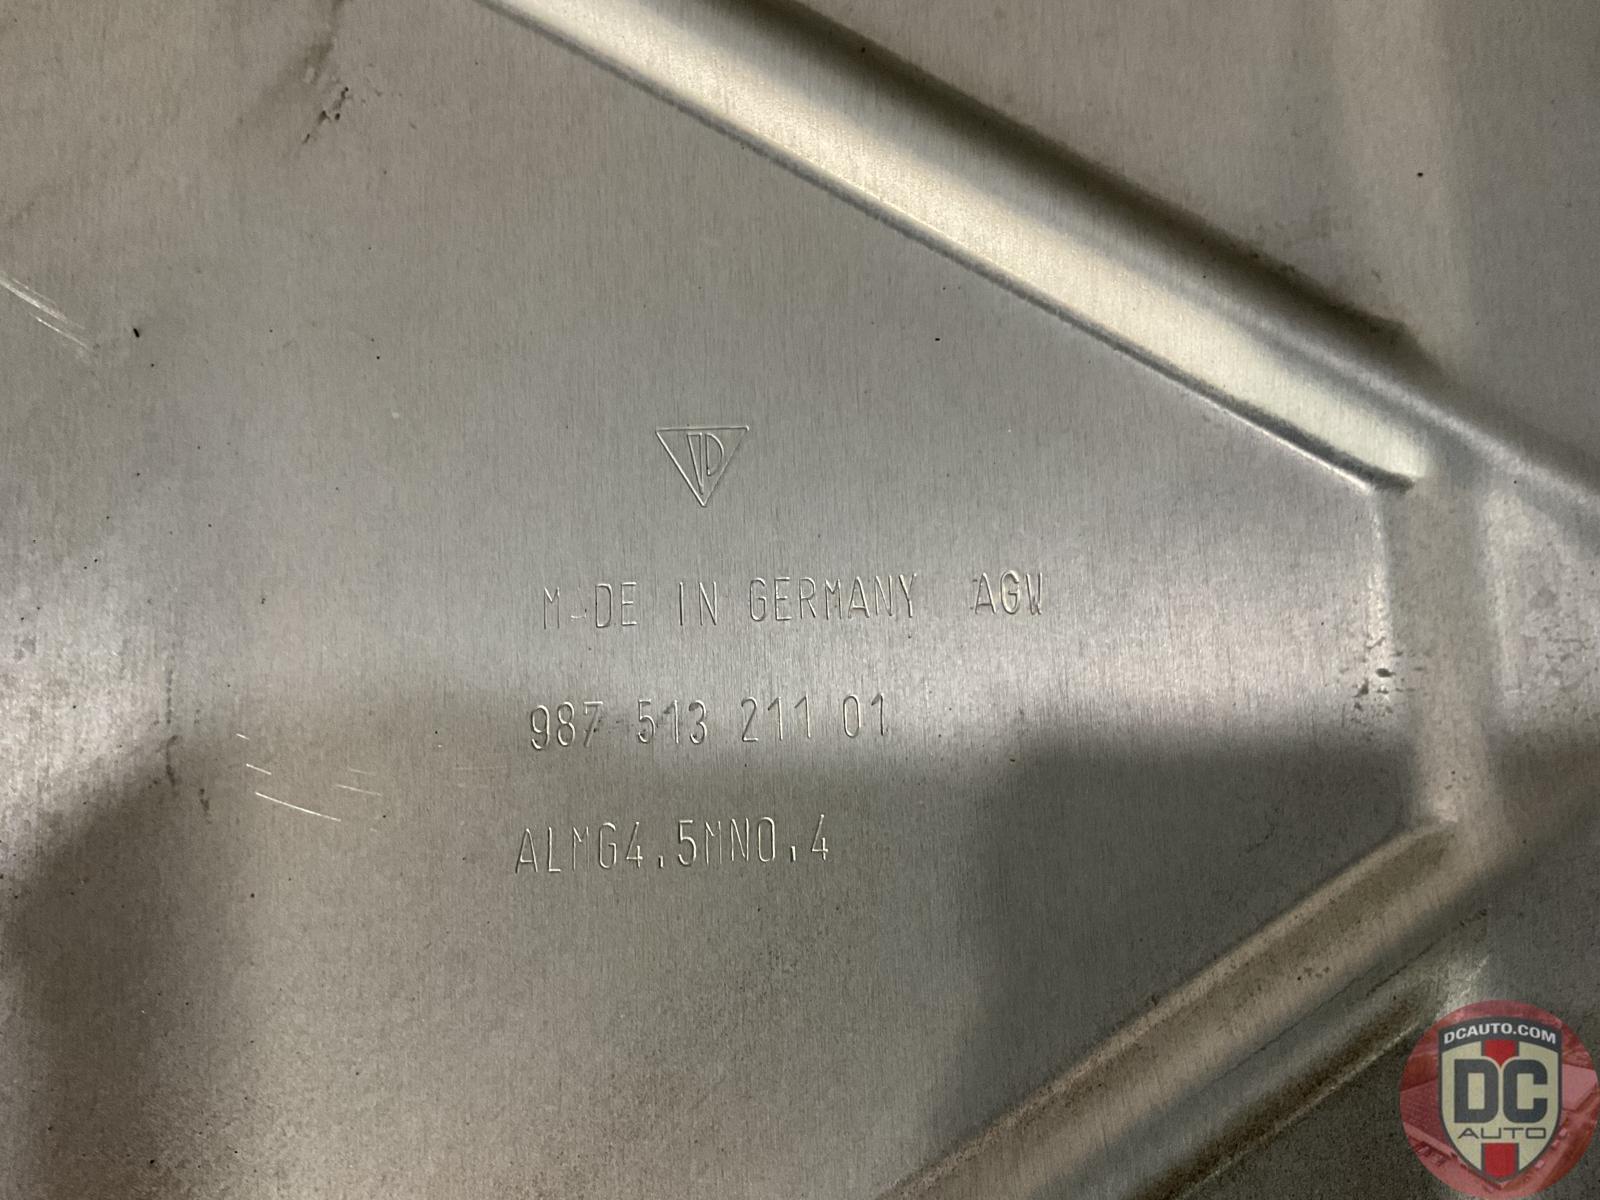 MADE IN GERMANY AGW
987 513 211 01
ALMG4.5MN0.4
DCAUTO.COM
DC
AUTO